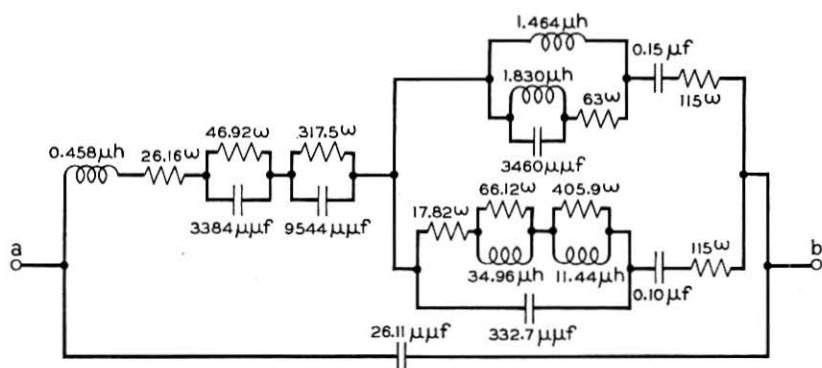 1.464μh
0.15μf
1.830μh
63ω
115ω
46.92ω
317.5ω
0.458μh
26.16ω
3460μμf
66.12ω
405.9ω
17.82ω
3384μμf
9544μμf
115ω
a
b
34.96μh
11.44μh
0.10μf
332.7μμf
26.11μμf